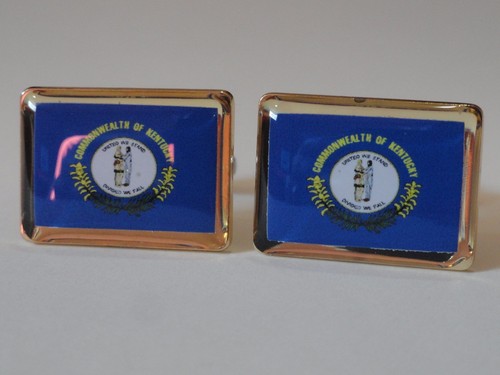 COMMONWEALTH OF KENTUCKY
UNITED WE STAND
DIVIDED WE FALL
COMMONWEALTH OF KENTUCKY
UNITED WE STAND
DIVIDED WE FALL